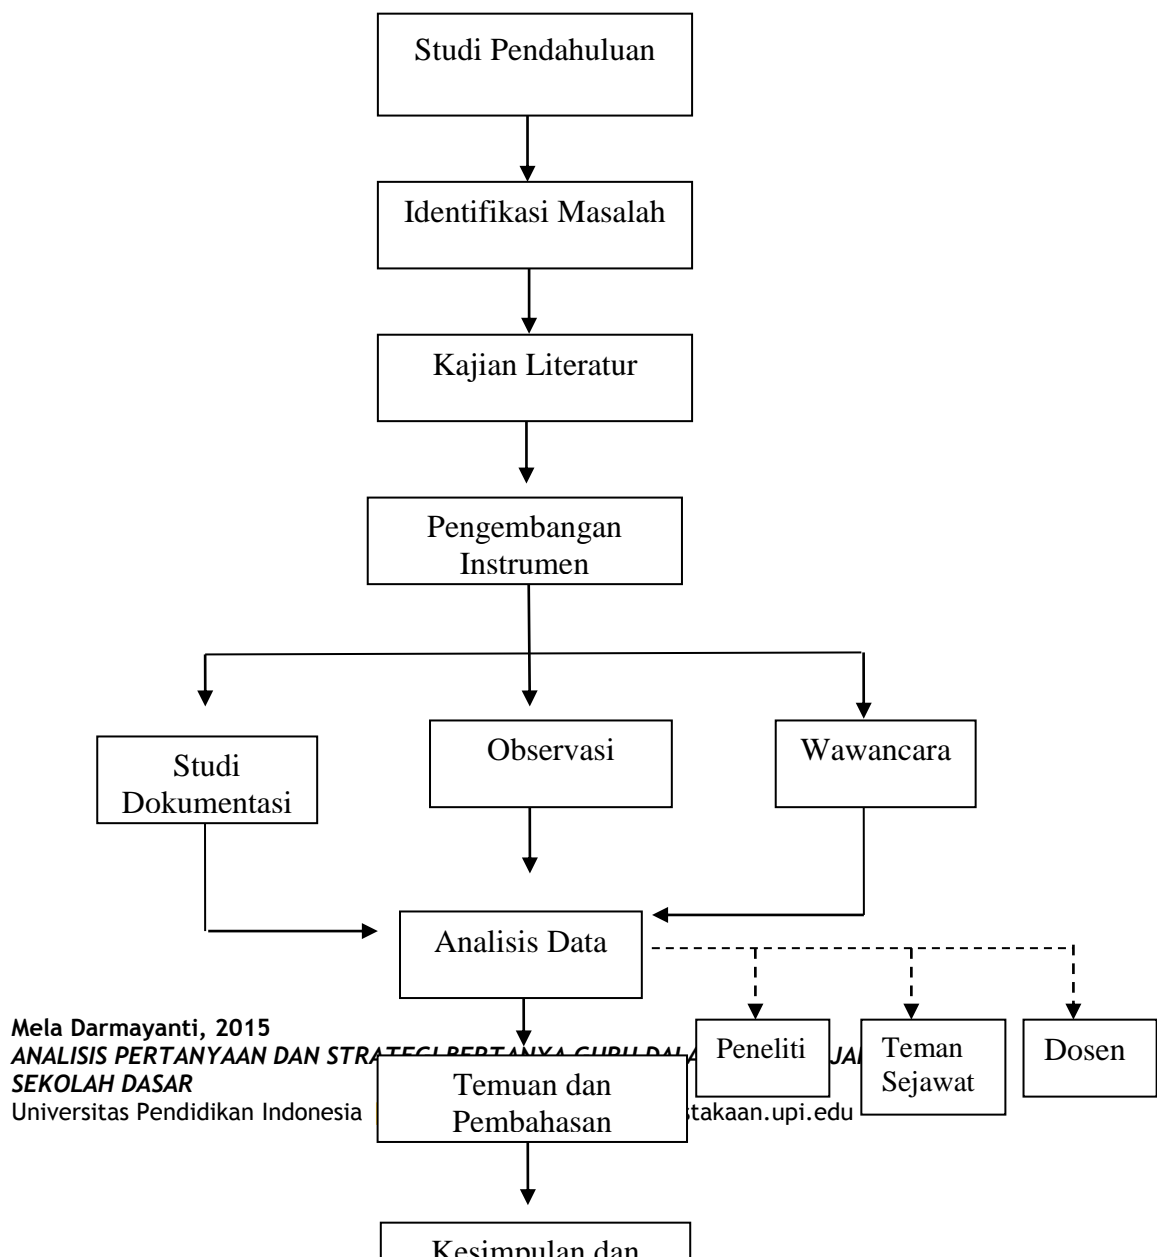 Studi Pendahuluan
Identifikasi Masalah
Kajian Literatur
Pengembangan
Instrumen
Studi
Dokumentasi
Observasi
Wawancara
Analisis Data
Peneliti
Teman
Sejawat
Dosen
Mela Darmayanti, 2015
ANALISIS PERTANYAAN DAN STRATEGI BERTANYA GURU
SEKOLAH DASAR
Universitas Pendidikan Indonesia takaan.upi.edu
Temuan dan
Pembahasan
Kesimpulan dan